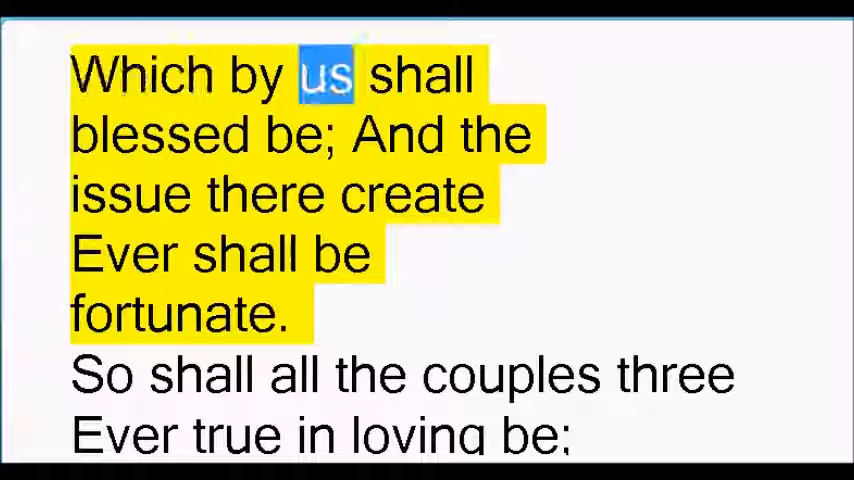 Which by us shall
blessed be; And the
issue there create
Ever shall be
fortunate.
So shall all the couples three
Ever true in loving be;